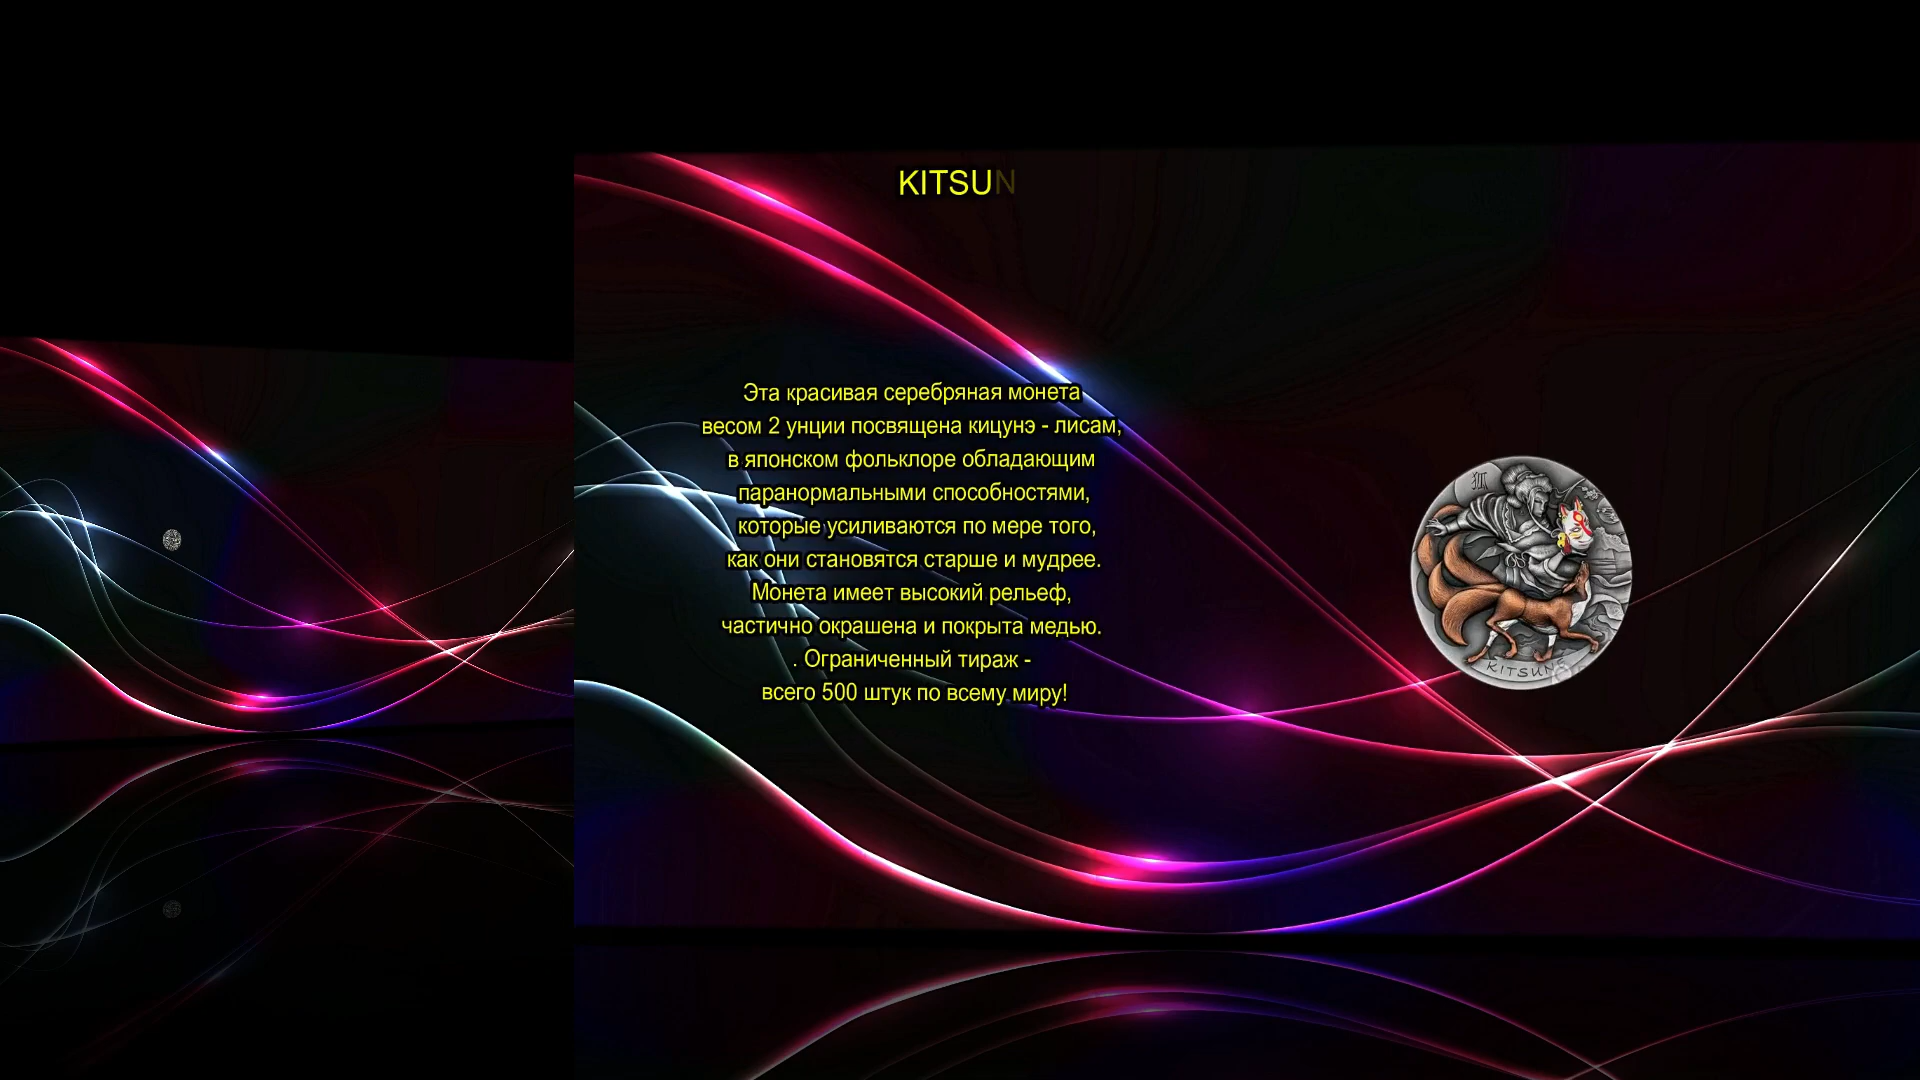 KITSUN
Эта красивая серебряная монета
весом 2 унции посвящена кицунэ - лисам,
в японском фольклоре обладающим
паранормальными способностями,
которые усиливаются по мере того,
как они становятся старше и мудрее.
Монета имеет высокий рельеф,
частично окрашена и покрыта медью.
. Ограниченный тираж -
всего 500 штук по всему миру!
狐
KITSUNE